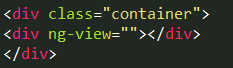 <div class="container">
<div ng-view=""></div>
</div>